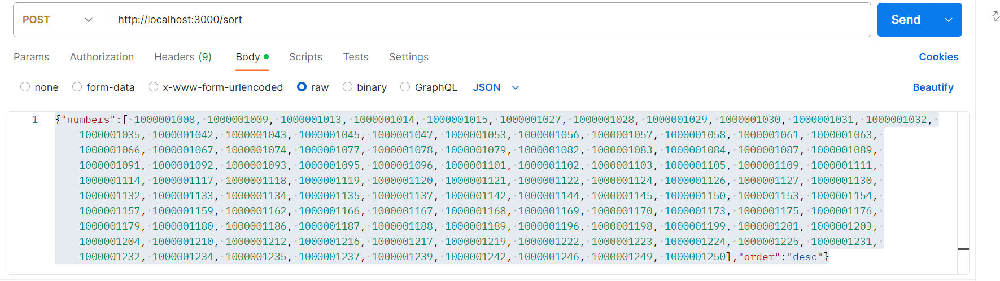 POST http://localhost:3000/sort Send
Params Authorization Headers (9) Body Scripts Tests Settings Cookies
none form-data x-www-form-urlencoded raw binary GraphQL JSON Beautify
1 {"numbers":[ 1000001008, 1000001009, 1000001013, 1000001014, 1000001015, 1000001027, 1000001028, 1000001029, 1000001030, 1000001031, 1000001032,
1000001035, 1000001042, 1000001043, 1000001045, 1000001047, 1000001053, 1000001056, 1000001057, 1000001058, 1000001061, 1000001063,
1000001066, 1000001067, 1000001074, 1000001077, 1000001078, 1000001079, 1000001082, 1000001083, 1000001084, 1000001087, 1000001089,
1000001091, 1000001092, 1000001093, 1000001095, 1000001096, 1000001101, 1000001102, 1000001103, 1000001105, 1000001109, 1000001111,
1000001114, 1000001117, 1000001118, 1000001119, 1000001120, 1000001121, 1000001122, 1000001124, 1000001126, 1000001127, 1000001130,
1000001132, 1000001133, 1000001134, 1000001135, 1000001137, 1000001142, 1000001144, 1000001145, 1000001150, 1000001153, 1000001154,
1000001157, 1000001159, 1000001162, 1000001166, 1000001167, 1000001168, 1000001169, 1000001170, 1000001173, 1000001175, 1000001176,
1000001179, 1000001180, 1000001186, 1000001187, 1000001188, 1000001189, 1000001196, 1000001198, 1000001199, 1000001201, 1000001203,
1000001204, 1000001210, 1000001212, 1000001216, 1000001217, 1000001219, 1000001222, 1000001223, 1000001224, 1000001225, 1000001231,
1000001232, 1000001234, 1000001235, 1000001237, 1000001239, 1000001242, 1000001246, 1000001249, 1000001250],"order":"desc"}